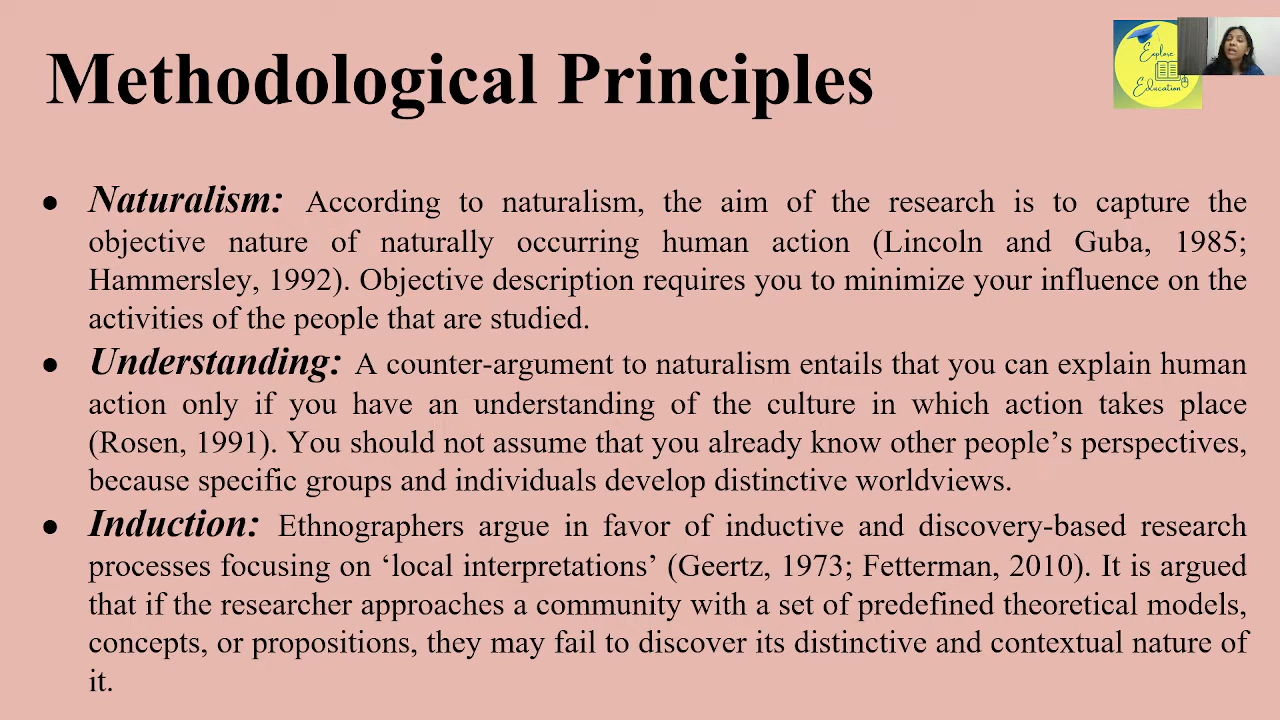 Methodological Principles
Explore
Education
● Naturalism: According to naturalism, the aim of the research is to capture the
objective nature of naturally occurring human action (Lincoln and Guba, 1985;
Hammersley, 1992). Objective description requires you to minimize your influence on the
activities of the people that are studied.
● Understanding: A counter-argument to naturalism entails that you can explain human
action only if you have an understanding of the culture in which action takes place
(Rosen, 1991). You should not assume that you already know other people’s perspectives,
because specific groups and individuals develop distinctive worldviews.
● Induction: Ethnographers argue in favor of inductive and discovery-based research
processes focusing on ‘local interpretations’ (Geertz, 1973; Fetterman, 2010). It is argued
that if the researcher approaches a community with a set of predefined theoretical models,
concepts, or propositions, they may fail to discover its distinctive and contextual nature of
it.